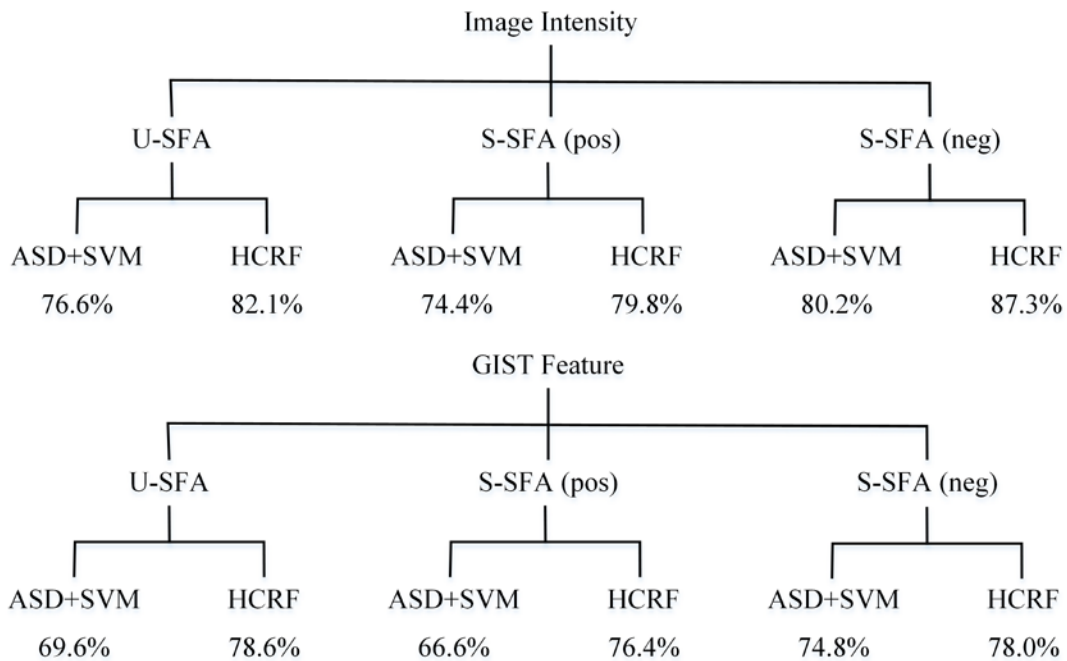 Image Intensity
U-SFA S-SFA (pos) S-SFA (neg)
ASD+SVM HCRF ASD+SVM HCRF ASD+SVM HCRF
76.6% 82.1% 74.4% 79.8% 80.2% 87.3%
GIST Feature
U-SFA S-SFA (pos) S-SFA (neg)
ASD+SVM HCRF ASD+SVM HCRF ASD+SVM HCRF
69.6% 78.6% 66.6% 76.4% 74.8% 78.0%